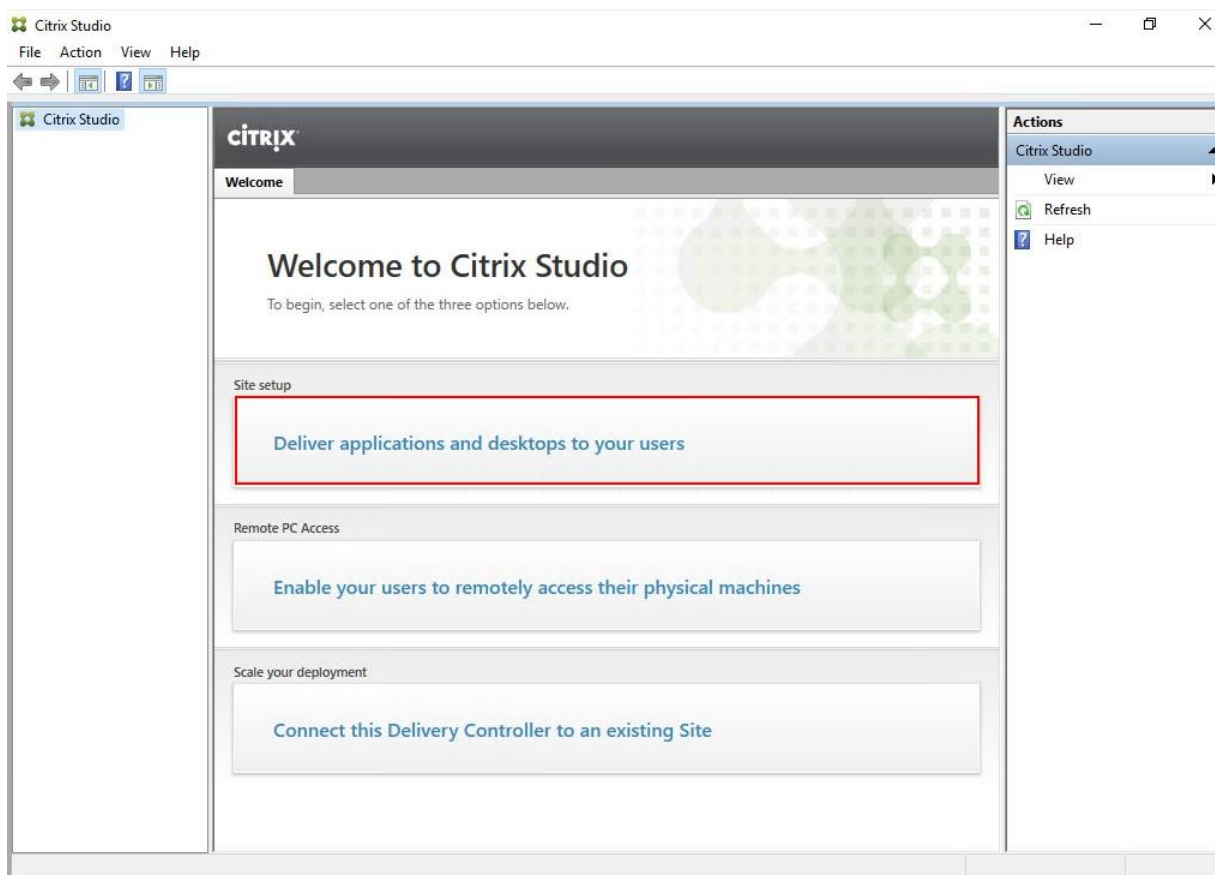 Citrix Studio
File Action View Help
Citrix Studio
CİTRIX
Welcome
Welcome to Citrix Studio
To begin, select one of the three options below.
Site setup
Deliver applications and desktops to your users
Remote PC Access
Enable your users to remotely access their physical machines
Scale your deployment
Connect this Delivery Controller to an existing Site
Actions
Citrix Studio
View
Refresh
Help